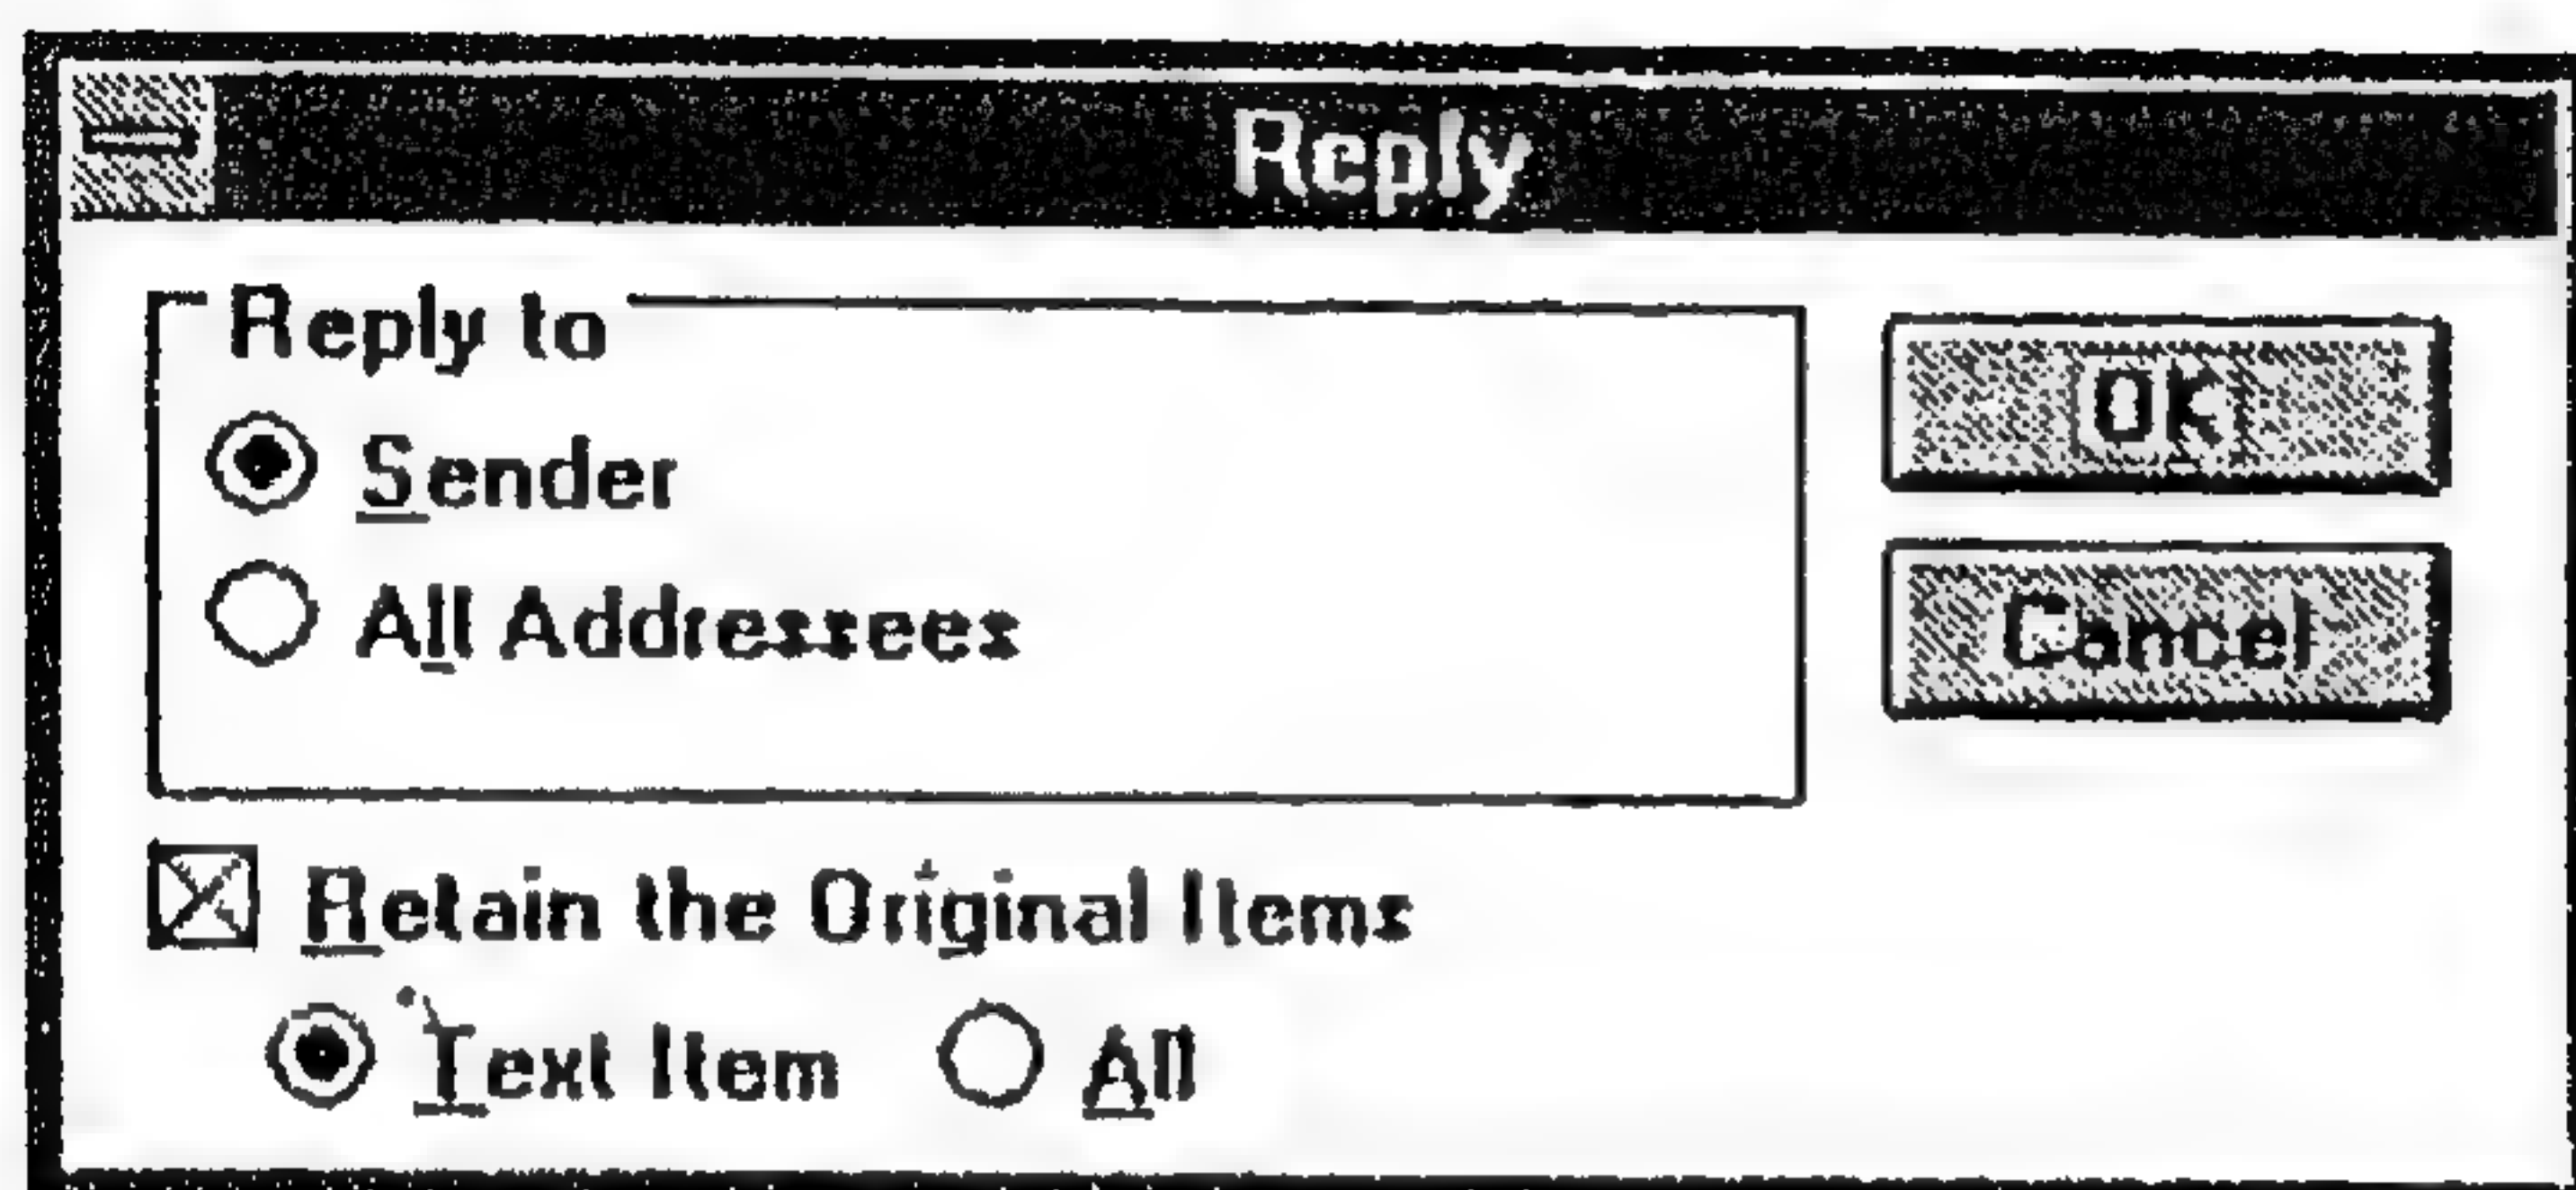 Reply
Reply to
Sender
All Addressees
OK
Cancel
Retain the Original Items
Text Item All